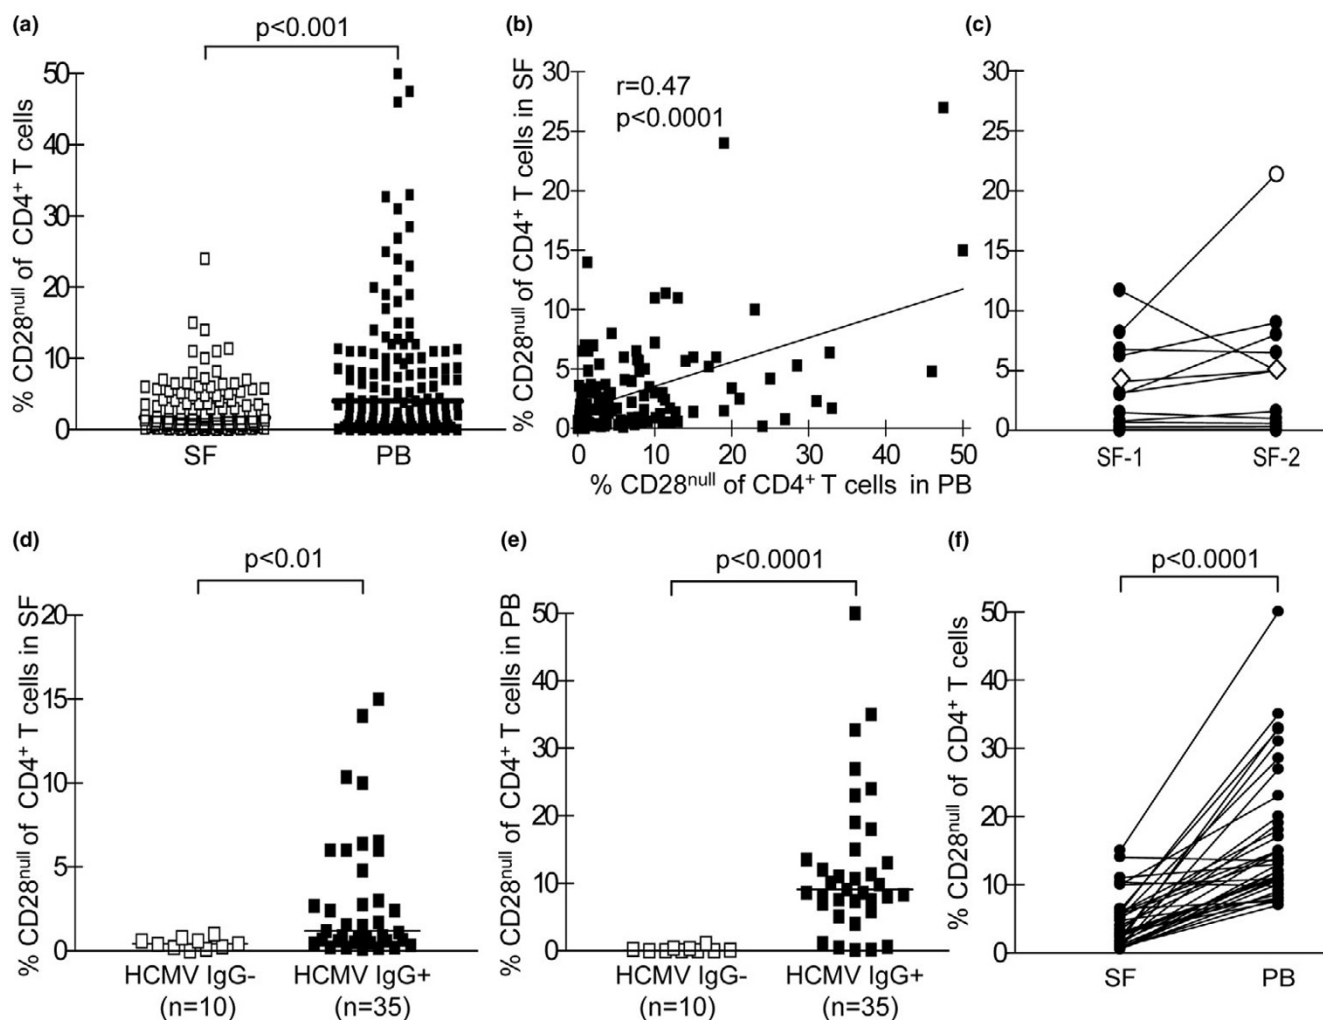 (a)
p<0.001
% CD28null of CD4+ T cells
50
40
30
20
10
0
SF
PB
(b)
r=0.47
p<0.0001
% CD28null of CD4+ T cells in SF
30
25
20
15
10
5
0
0
10
20
30
40
50
% CD28null of CD4+ T cells in PB
(c)
30
25
20
15
10
5
0
SF-1
SF-2
(d)
p<0.01
% CD28null of CD4+ T cells in SF
20
15
10
5
0
HCMV IgG-
(n=10)
HCMV IgG+
(n=35)
(e)
p<0.0001
% CD28null of CD4+ T cells in PB
50
40
30
20
10
0
HCMV IgG-
(n=10)
HCMV IgG+
(n=35)
(f)
p<0.0001
% CD28null of CD4+ T cells
50
40
30
20
10
0
SF
PB